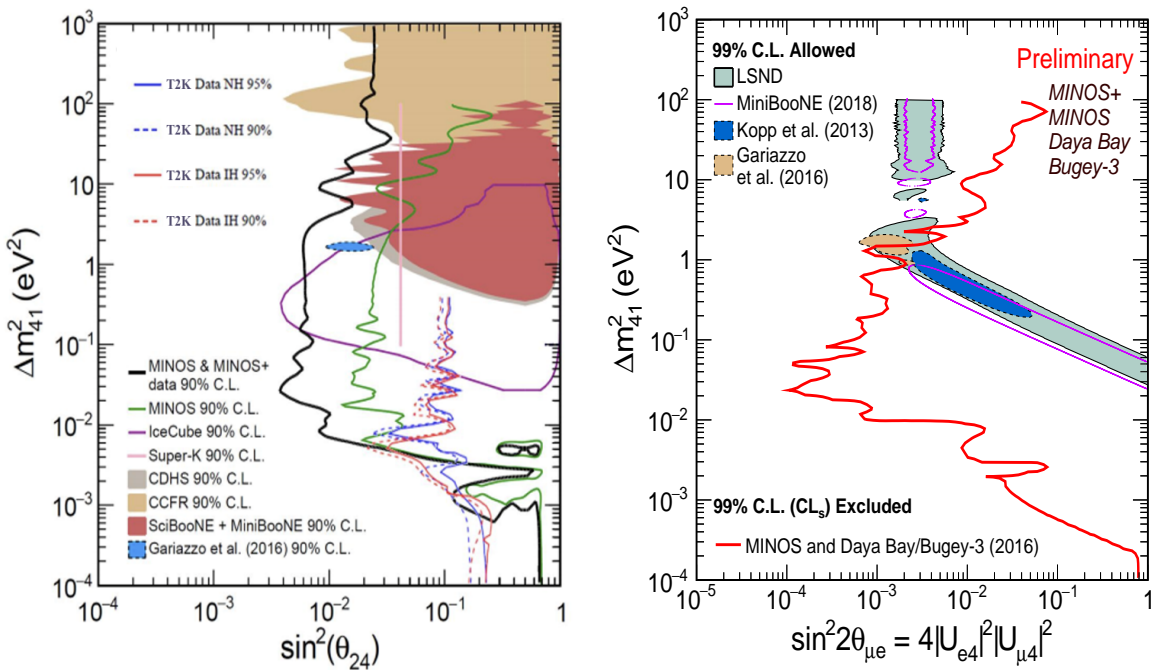 10³
10²
10
1
10⁻¹
10⁻²
10⁻³
10⁻⁴
Δm²₄₁ (eV²)
T2K Data NH 95%
T2K Data NH 90%
T2K Data IH 95%
T2K Data IH 90%
MINOS & MINOS+
data 90% C.L.
MINOS 90% C.L.
IceCube 90% C.L.
Super-K 90% C.L.
CDHS 90% C.L.
CCFR 90% C.L.
SciBooNE + MiniBooNE 90% C.L.
Gariazzo et al. (2016) 90% C.L.
10⁻⁴ 10⁻³ 10⁻² 10⁻¹ 1
sin²(θ₂₄)
10³
10²
10
1
10⁻¹
10⁻²
10⁻³
10⁻⁴
Δm²₄₁ (eV²)
99% C.L. Allowed
LSND
MiniBooNE (2018)
Kopp et al. (2013)
Gariazzo
et al. (2016)
Preliminary
MINOS+
MINOS
Daya Bay
Bugey-3
99% C.L. (CLₛ) Excluded
MINOS and Daya Bay/Bugey-3 (2016)
10⁻⁵ 10⁻⁴ 10⁻³ 10⁻² 10⁻¹ 1
sin²2θμₑ = 4|Uₑ₄|²|Uμ₄|²